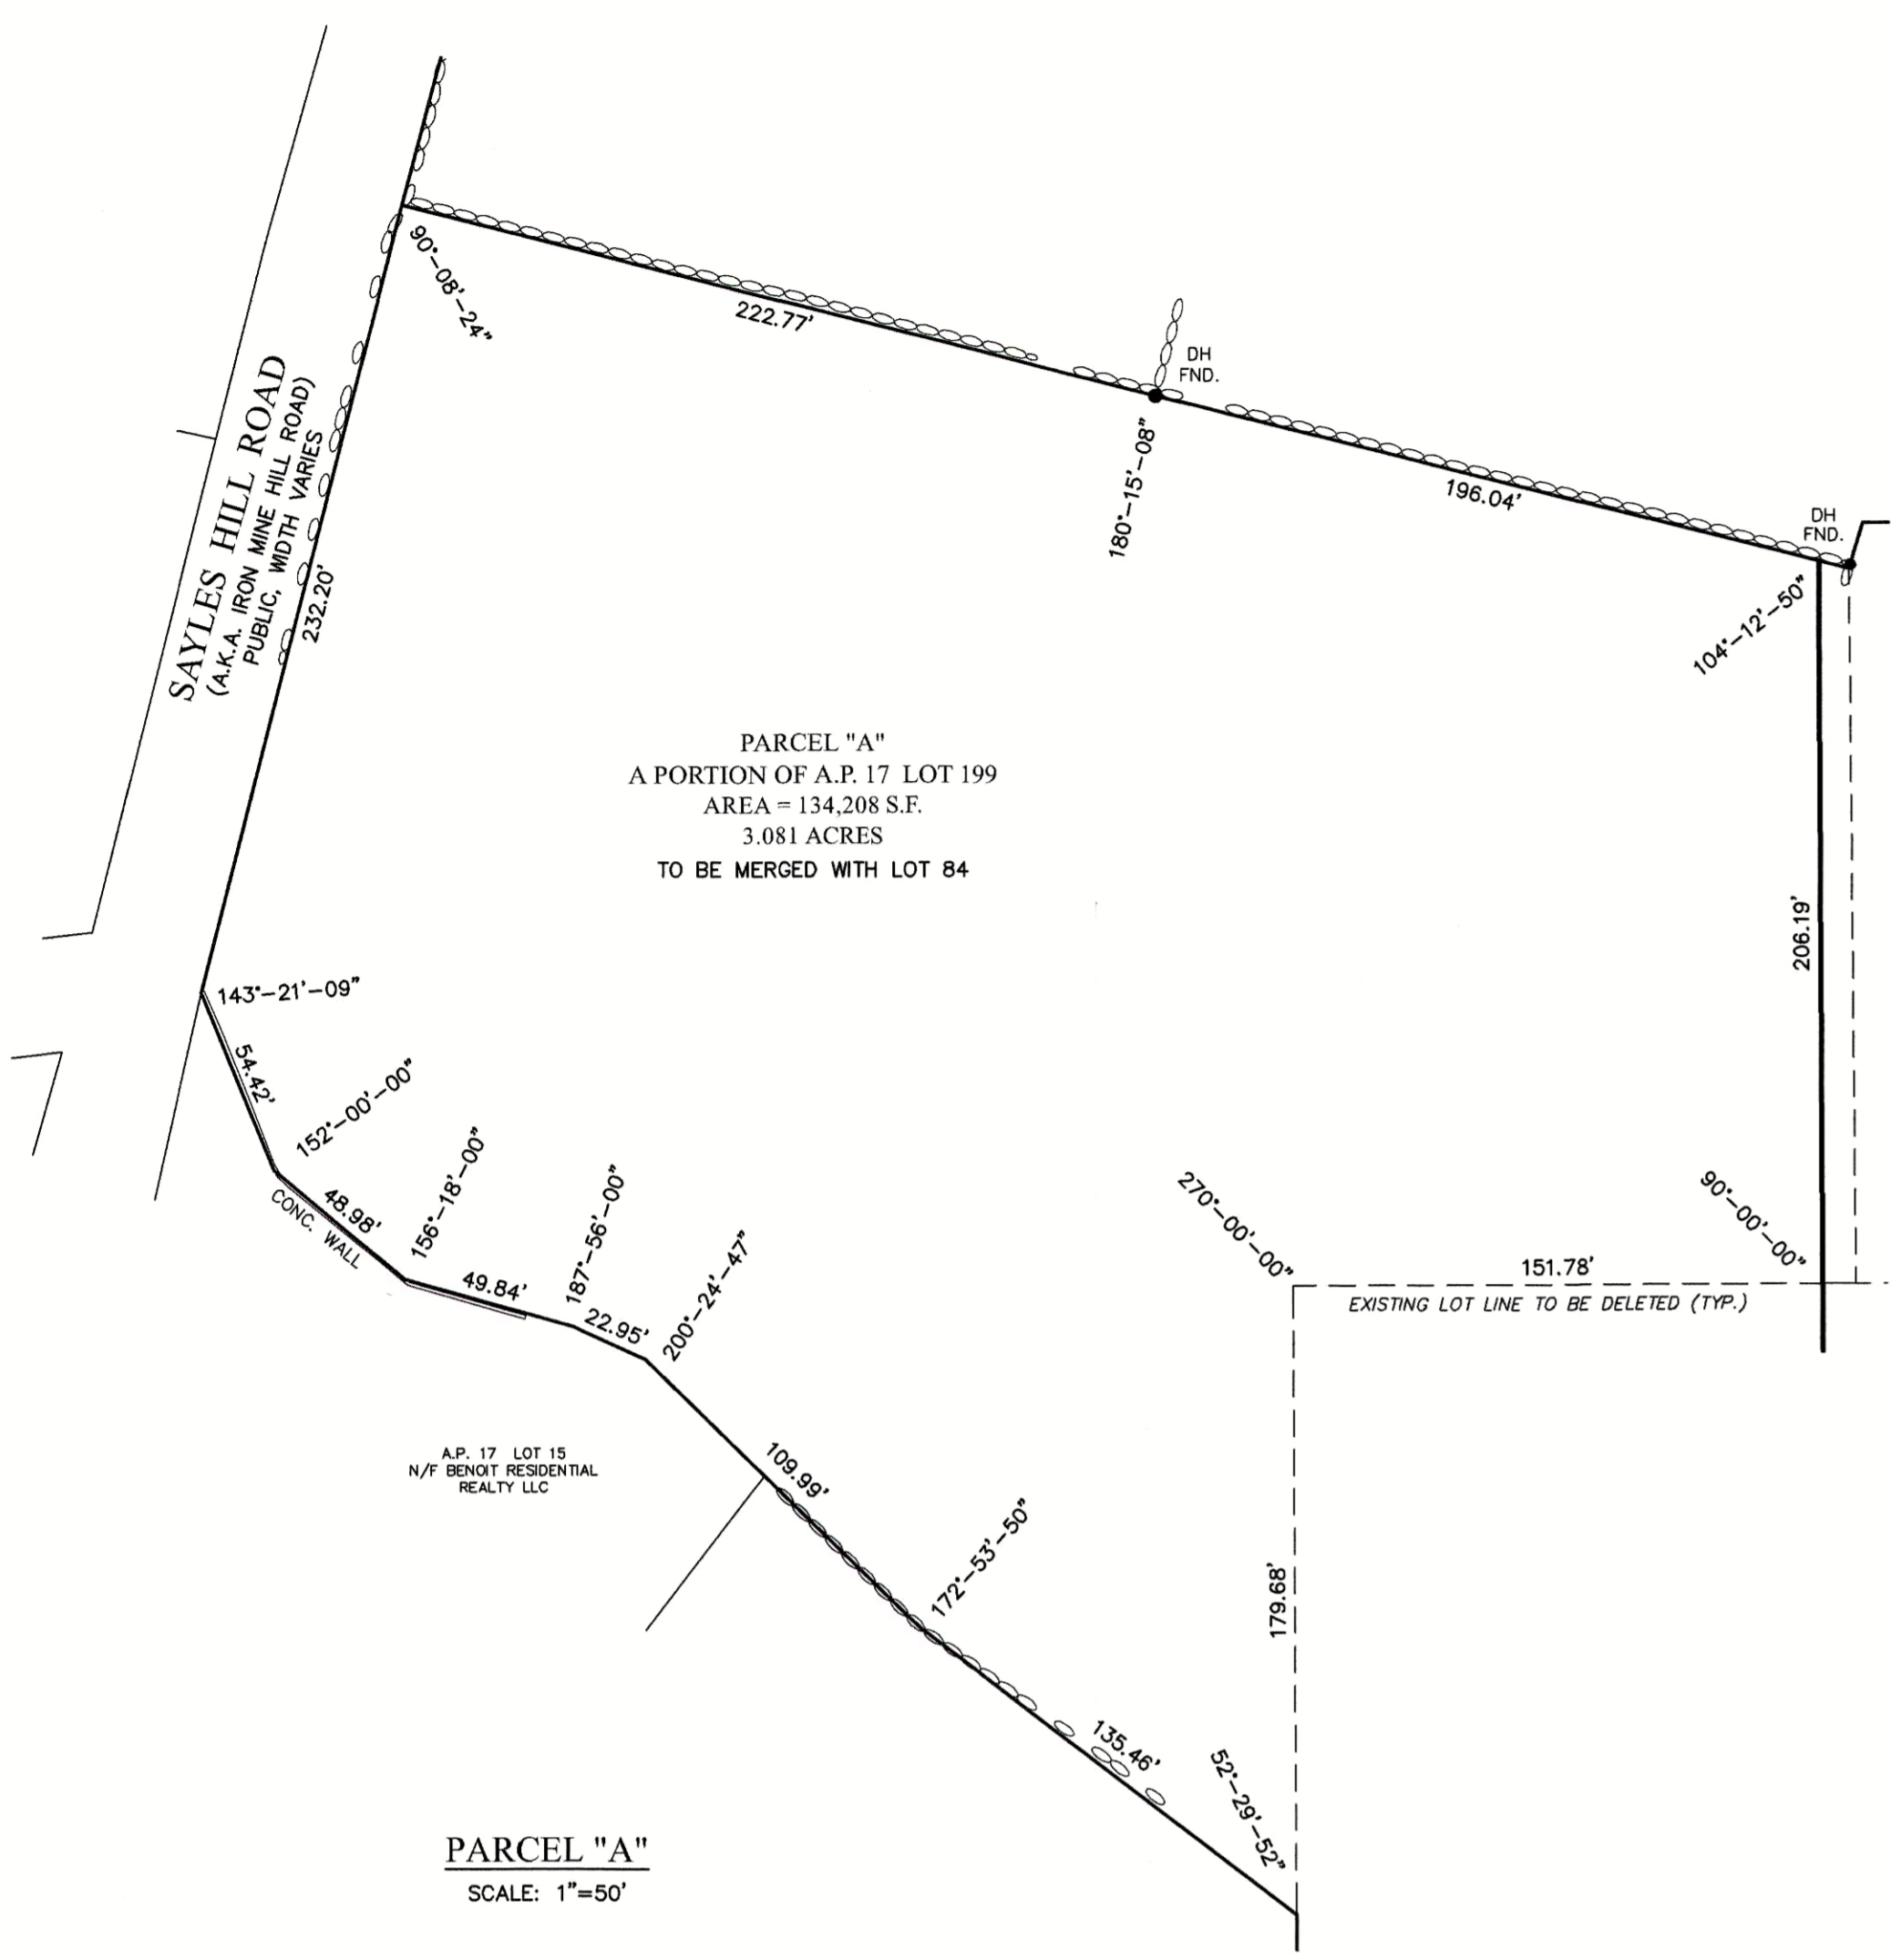 SAYLES HILL ROAD
(A.K.A. IRON MINE HILL ROAD)
PUBLIC, WIDTH VARIES
232.20'
90°-08'-24"
222.77'
DH
FND.
180°-15'-08"
196.04'
DH
FND.
104°-12'-50"
206.19'
PARCEL "A"
A PORTION OF A.P. 17 LOT 199
AREA = 134,208 S.F.
3.081 ACRES
TO BE MERGED WITH LOT 84
143°-21'-09"
54.42'
152°-00'-00"
48.98'
CONC. WALL
156°-18'-00"
49.84'
187°-56'-00"
22.95'
200°-24'-47"
270°-00'-00"
90°-00'-00"
151.78'
EXISTING LOT LINE TO BE DELETED (TYP.)
A.P. 17 LOT 15
N/F BENOIT RESIDENTIAL
REALTY LLC
109.99'
172°-53'-50"
179.68'
135.46'
52°-29'-52"
PARCEL "A"
SCALE: 1"=50'